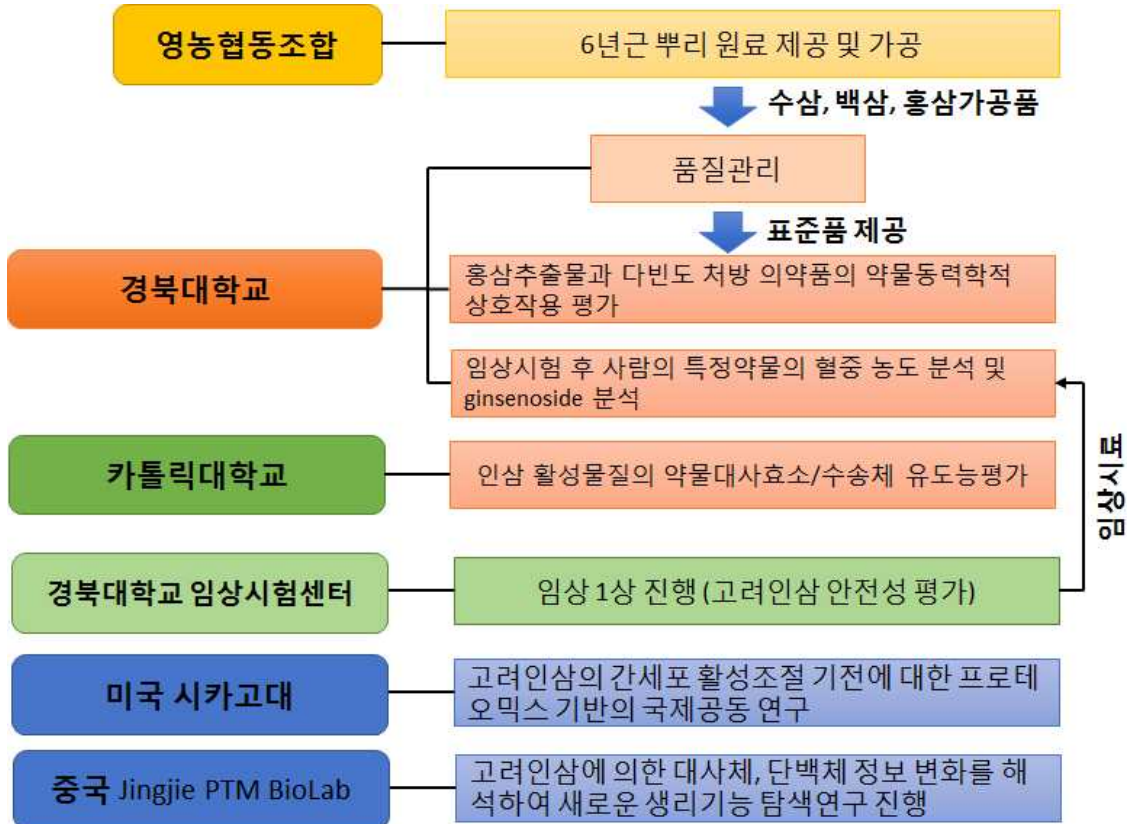 영농협동조합
6년근 뿌리 원료 제공 및 가공
수삼, 백삼, 홍삼가공품
품질관리
표준품 제공
경북대학교
홍삼추출물과 다빈도 처방 의약품의 약물동력학적
상호작용 평가
임상시험 후 사람의 특정약물의 혈중 농도 분석 및
ginsenoside 분석
카톨릭대학교
인삼 활성물질의 약물대사효소/수송체 유도능평가
임상시료
경북대학교 임상시험센터
임상 1상 진행 (고려인삼 안전성 평가)
미국 시카고대
고려인삼의 간세포 활성조절 기전에 대한 프로테
오믹스 기반의 국제공동 연구
중국 Jingjie PTM BioLab
고려인삼에 의한 대사체, 단백체 정보 변화를 해
석하여 새로운 생리기능 탐색연구 진행